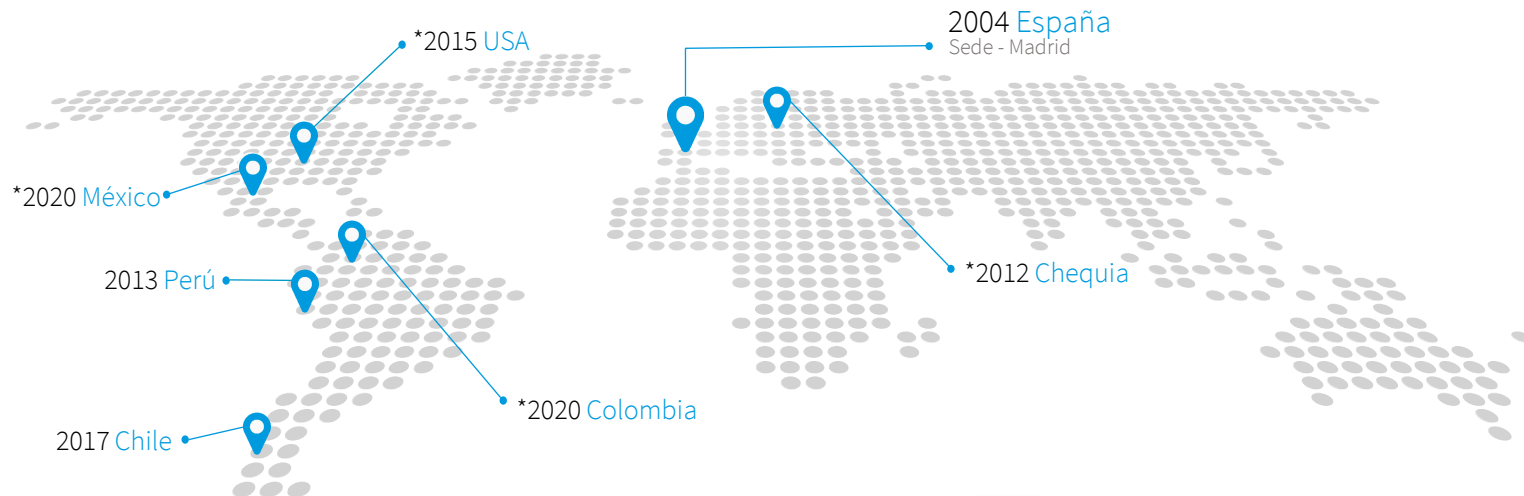 2004 España
Sede - Madrid
*2015 USA
*2020 México
2013 Perú
*2012 Chequia
*2020 Colombia
2017 Chile